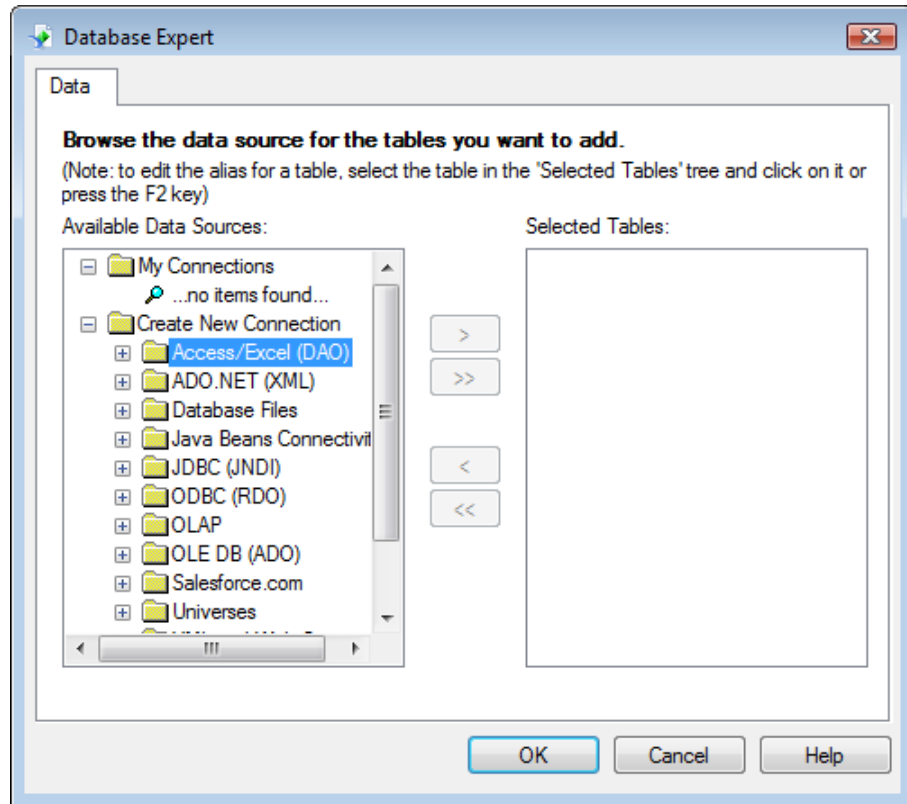 Database Expert
Data
Browse the data source for the tables you want to add.
(Note: to edit the alias for a table, select the table in the 'Selected Tables' tree and click on it or
press the F2 key)
Available Data Sources:
Selected Tables:
My Connections
...no items found...
Create New Connection
Access/Excel (DAO)
ADO.NET (XML)
Database Files
Java Beans Connectivit
JDBC (JNDI)
ODBC (RDO)
OLAP
OLE DB (ADO)
Salesforce.com
Universes
>
>>
<
<<
OK
Cancel
Help